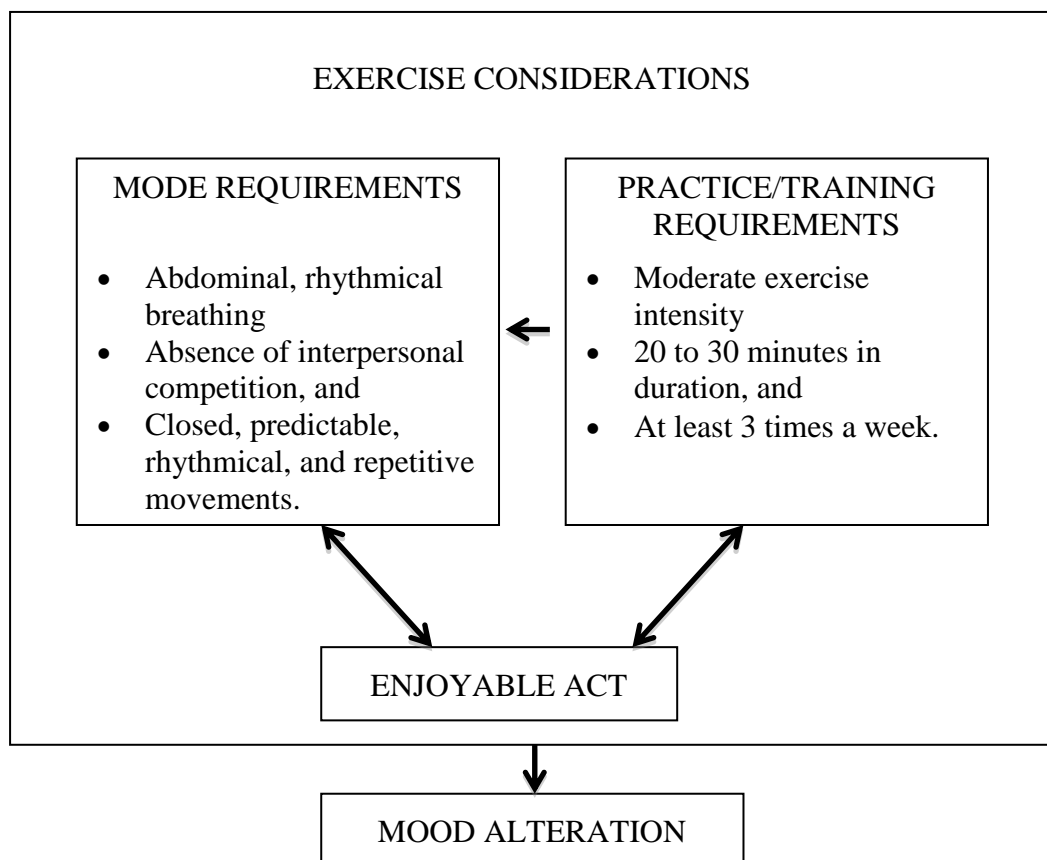 EXERCISE CONSIDERATIONS
MODE REQUIREMENTS
• Abdominal, rhythmical
breathing
• Absence of interpersonal
competition, and
• Closed, predictable,
rhythmical, and repetitive
movements.
PRACTICE/TRAINING
REQUIREMENTS
• Moderate exercise
intensity
• 20 to 30 minutes in
duration, and
• At least 3 times a week.
ENJOYABLE ACT
MOOD ALTERATION